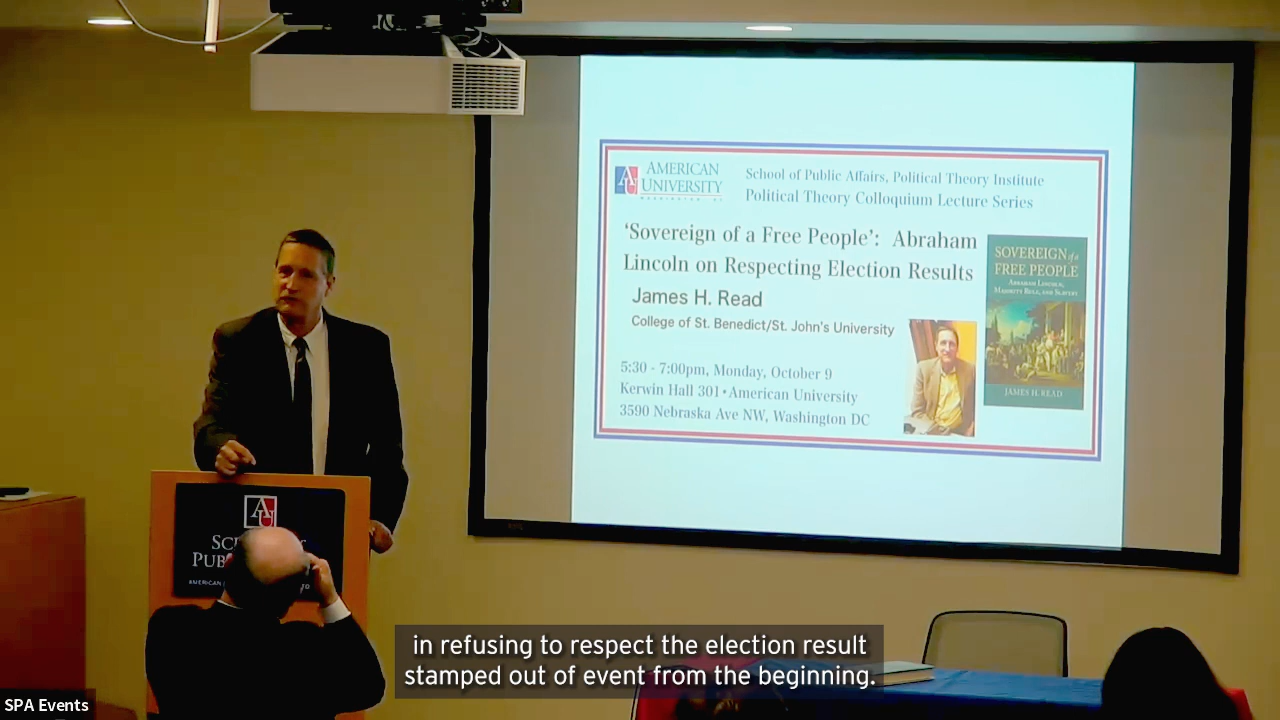 AMERICAN
UNIVERSITY
WASHINGTON, DC
School of Public Affairs, Political Theory Institute
Political Theory Colloquium Lecture Series
'Sovereign of a Free People': Abraham
Lincoln on Respecting Election Results
James H. Read
College of St. Benedict/St. John's University
5:30 - 7:00pm, Monday, October 9
Kerwin Hall 301 • American University
3590 Nebraska Ave NW, Washington DC
SOVEREIGN of a
FREE PEOPLE
ABRAHAM LINCOLN,
MAJORITY RULE, AND SLAVERY
JAMES H. READ
AU
in refusing to respect the election result
stamped out of event from the beginning.
SPA Events